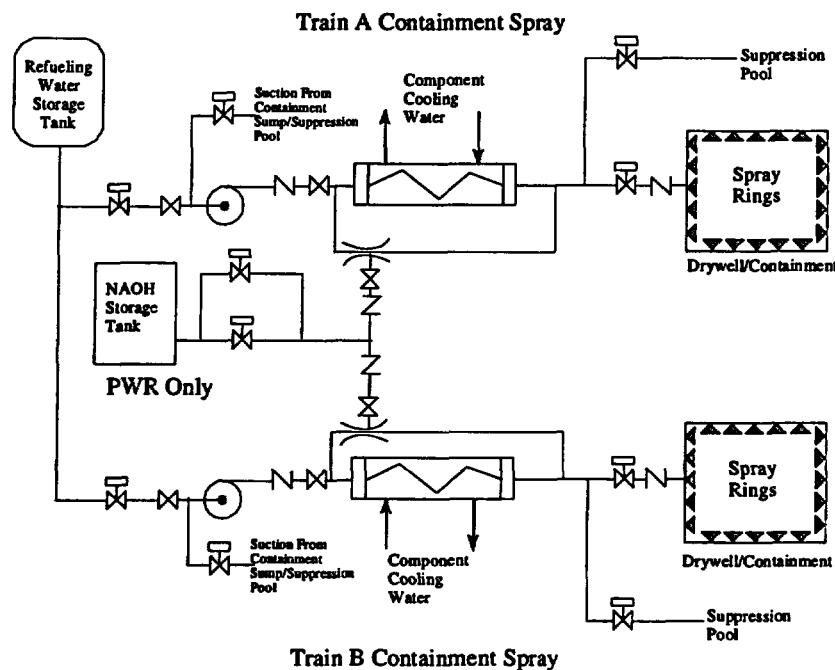 Train A Containment Spray
Refueling
Water
Storage
Tank
Suction From
Containment
Sump/Suppression
Pool
Component
Cooling
Water
Suppression
Pool
Spray
Rings
Drywell/Containment
NAOH
Storage
Tank
PWR Only
Spray
Rings
Drywell/Containment
Suction From
Containment
Sump/Suppression
Pool
Component
Cooling
Water
Suppression
Pool
Train B Containment Spray